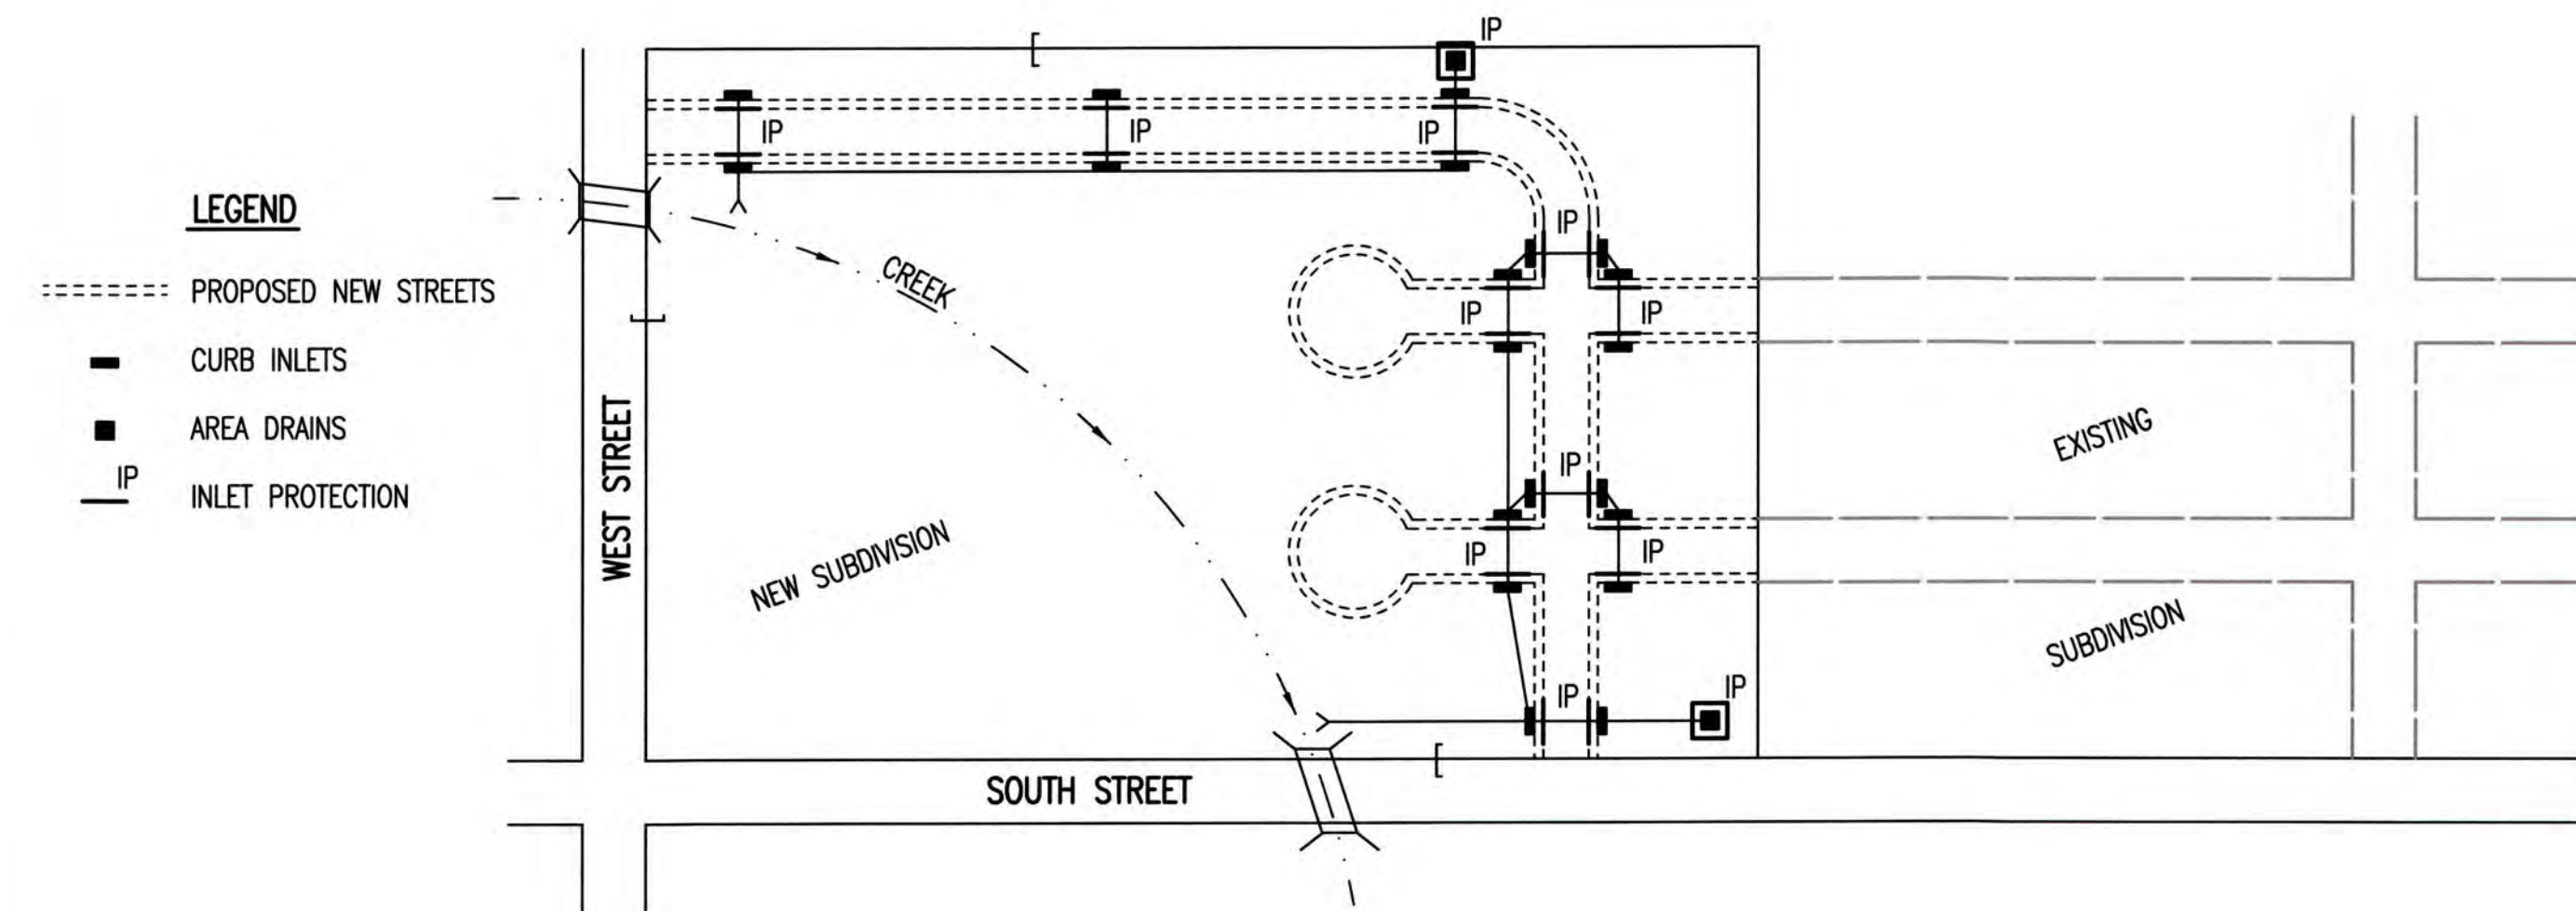 IP
IP
IP
IP
LEGEND
PROPOSED NEW STREETS
CURB INLETS
AREA DRAINS
IP
INLET PROTECTION
CREEK
IP
IP
IP
WEST STREET
NEW SUBDIVISION
EXISTING
SUBDIVISION
IP
IP
IP
IP
IP
SOUTH STREET